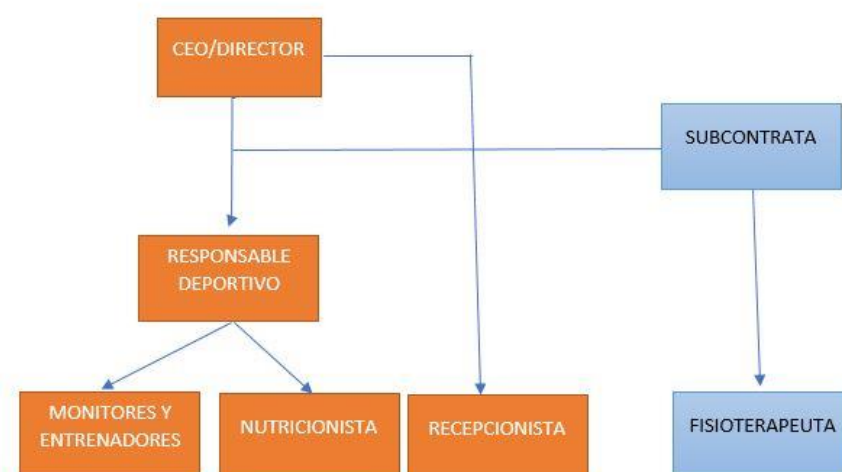 CEO/DIRECTOR
SUBCONTRATA
RESPONSABLE
DEPORTIVO
MONITORES Y
ENTRENADORES
NUTRICIONISTA
RECEPCIONISTA
FISIOTERAPEUTA